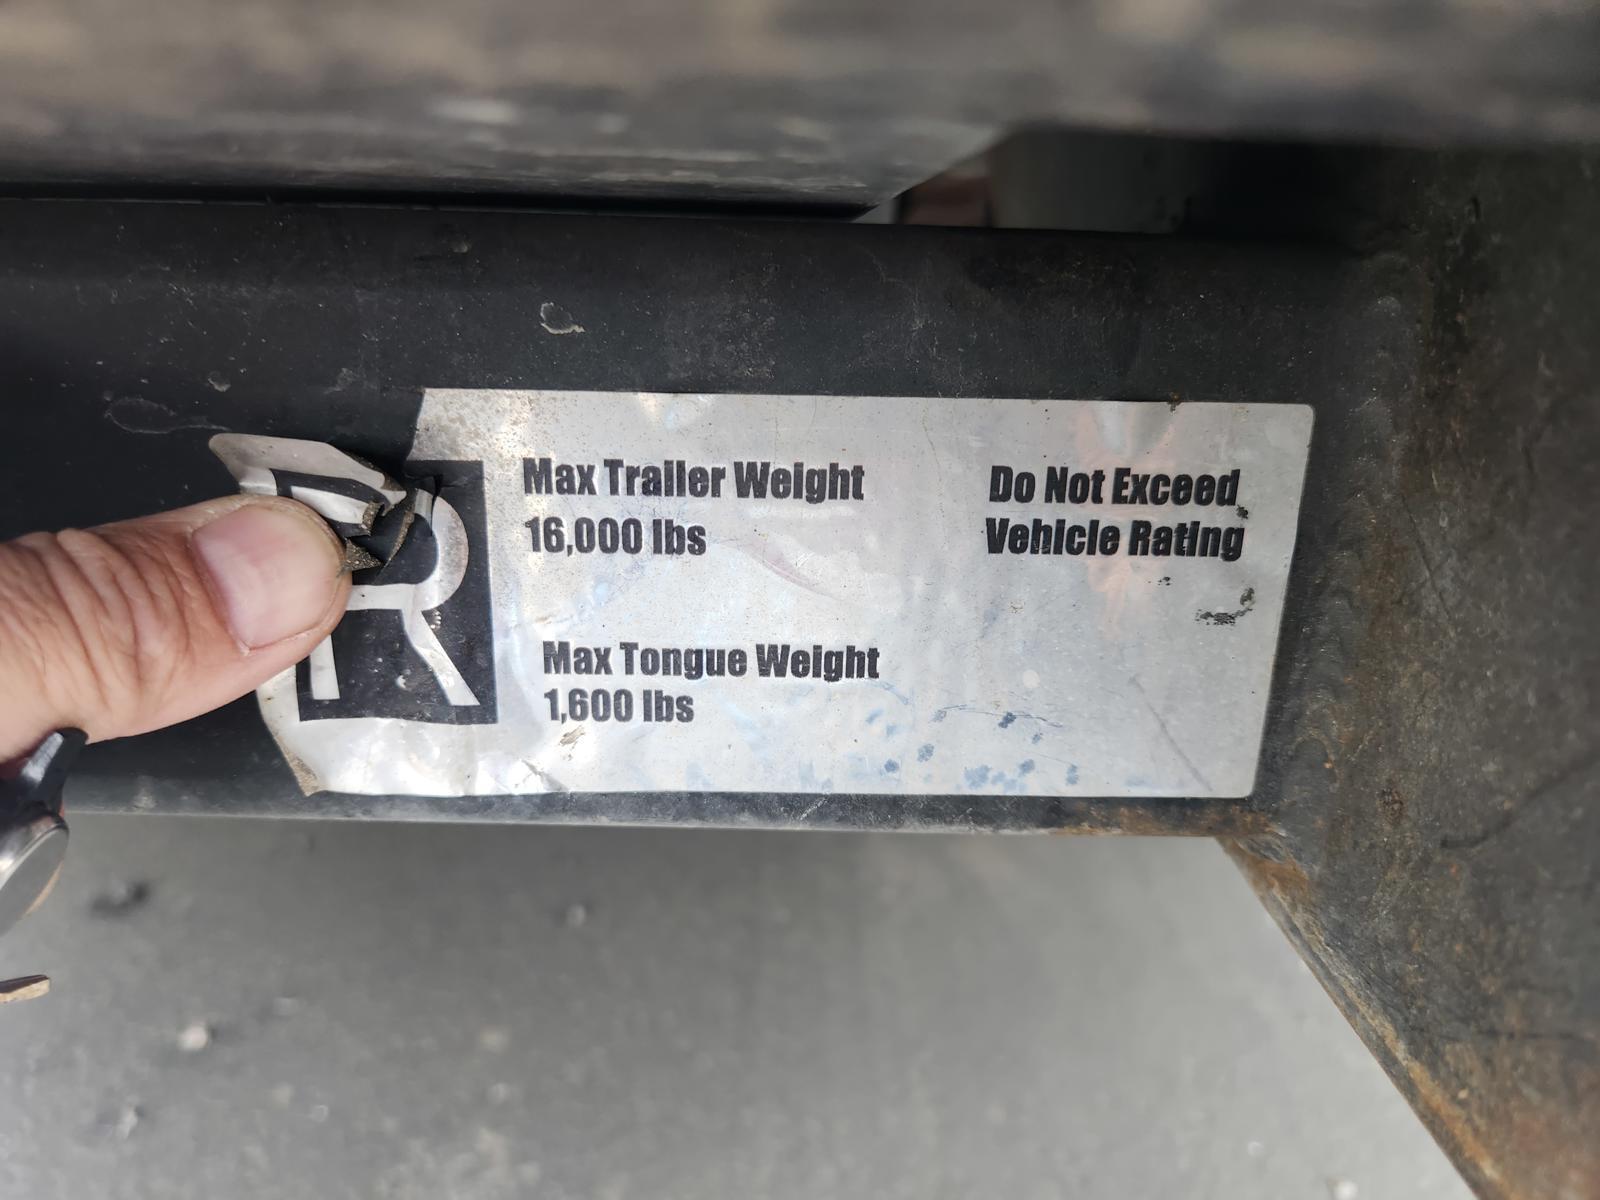 R
Max Trailer Weight
16,000 lbs
Do Not Exceed
Vehicle Rating
Max Tongue Weight
1,600 lbs